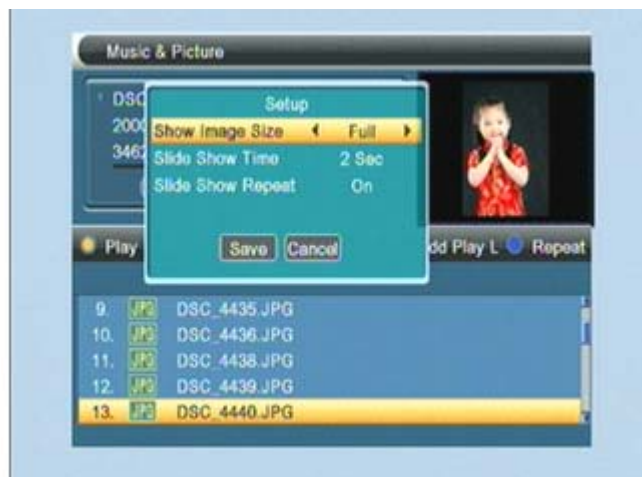 Music & Picture
DSC
2000
3462
Setup
Show Image Size Full
Slide Show Time 2 Sec
Slide Show Repeat On
Save Cancel
Play dd Play L Repeat
9. JPG DSC_4435.JPG
10. JPG DSC_4436.JPG
11. JPG DSC_4438.JPG
12. JPG DSC_4439.JPG
13. JPG DSC_4440.JPG